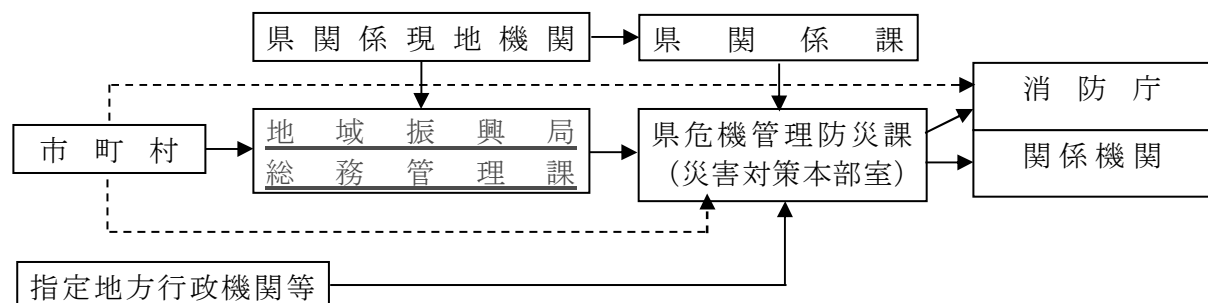 県関係現地機関
県関係課
消防庁
市町村
地域振興局
総務管理課
県危機管理防災課
（災害対策本部室）
関係機関
指定地方行政機関等